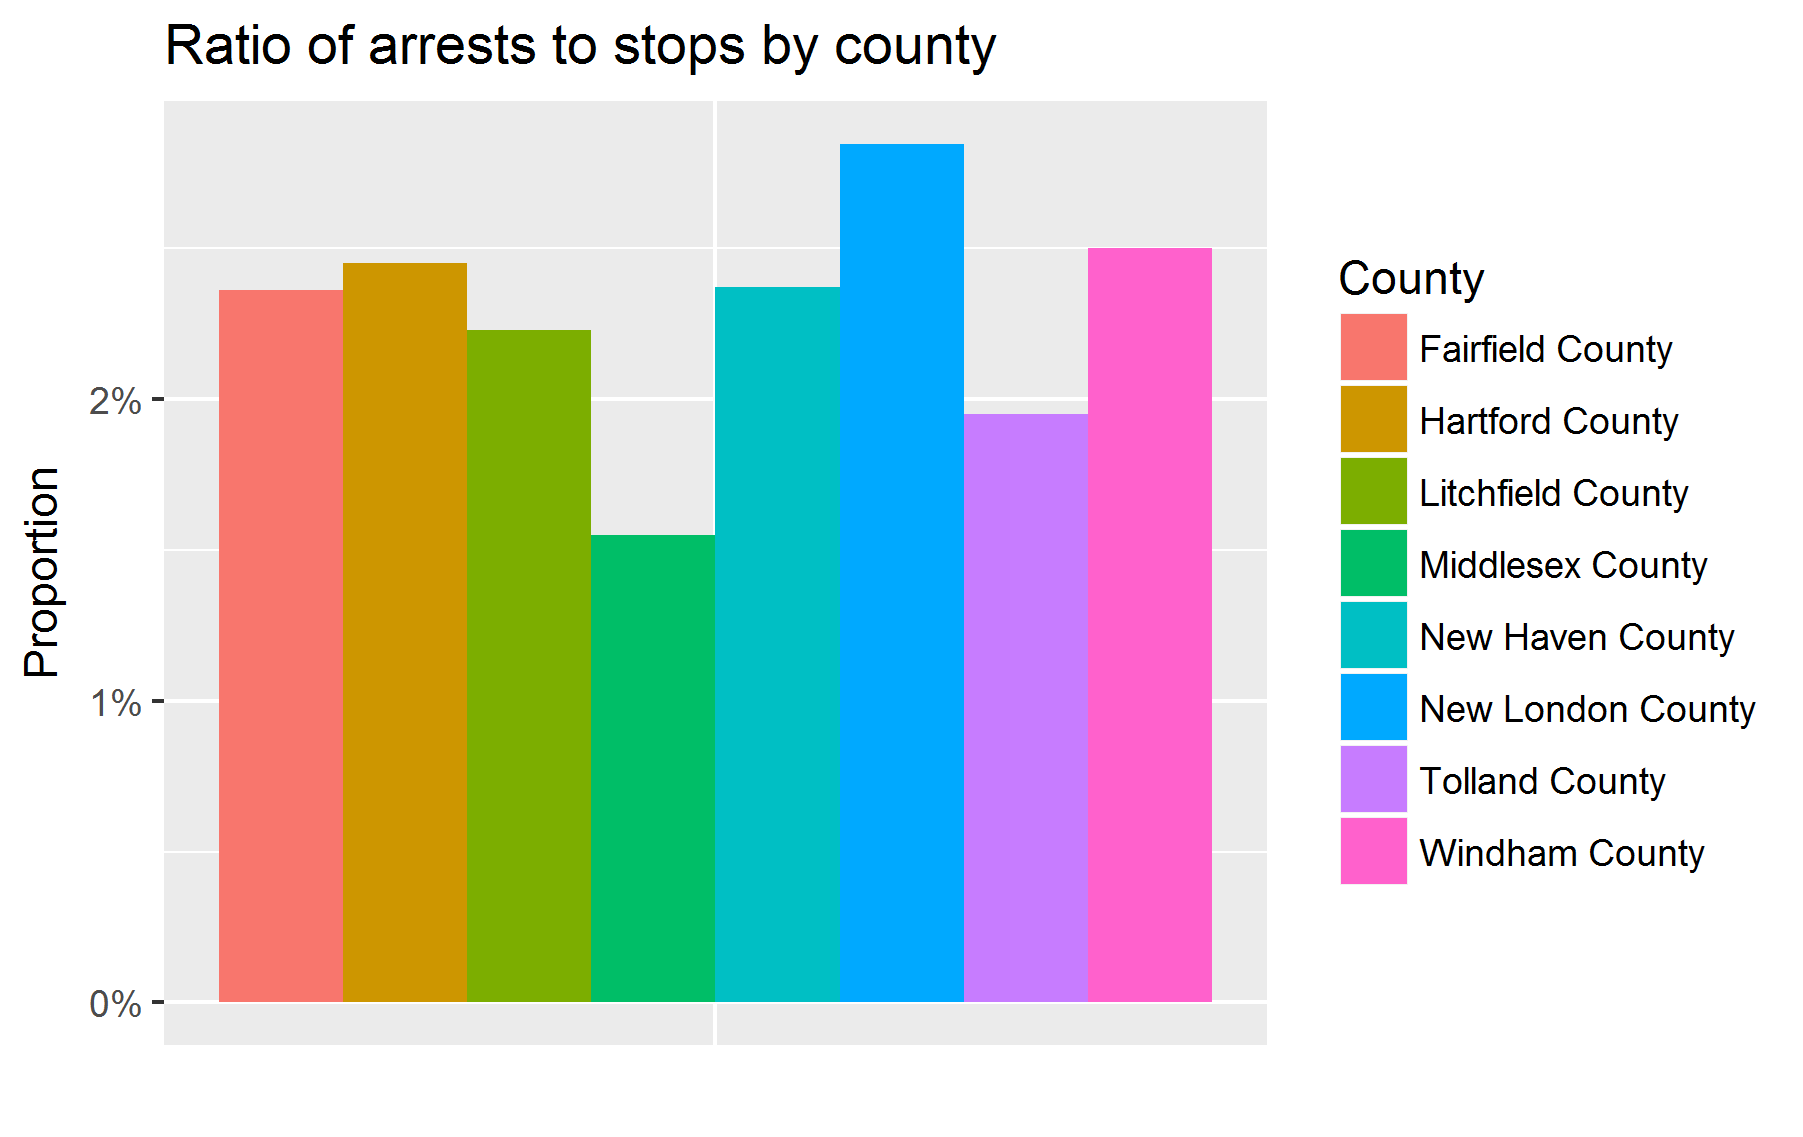 Ratio of arrests to stops by county
Proportion
2%
1%
0%
County
Fairfield County
Hartford County
Litchfield County
Middlesex County
New Haven County
New London County
Tolland County
Windham County